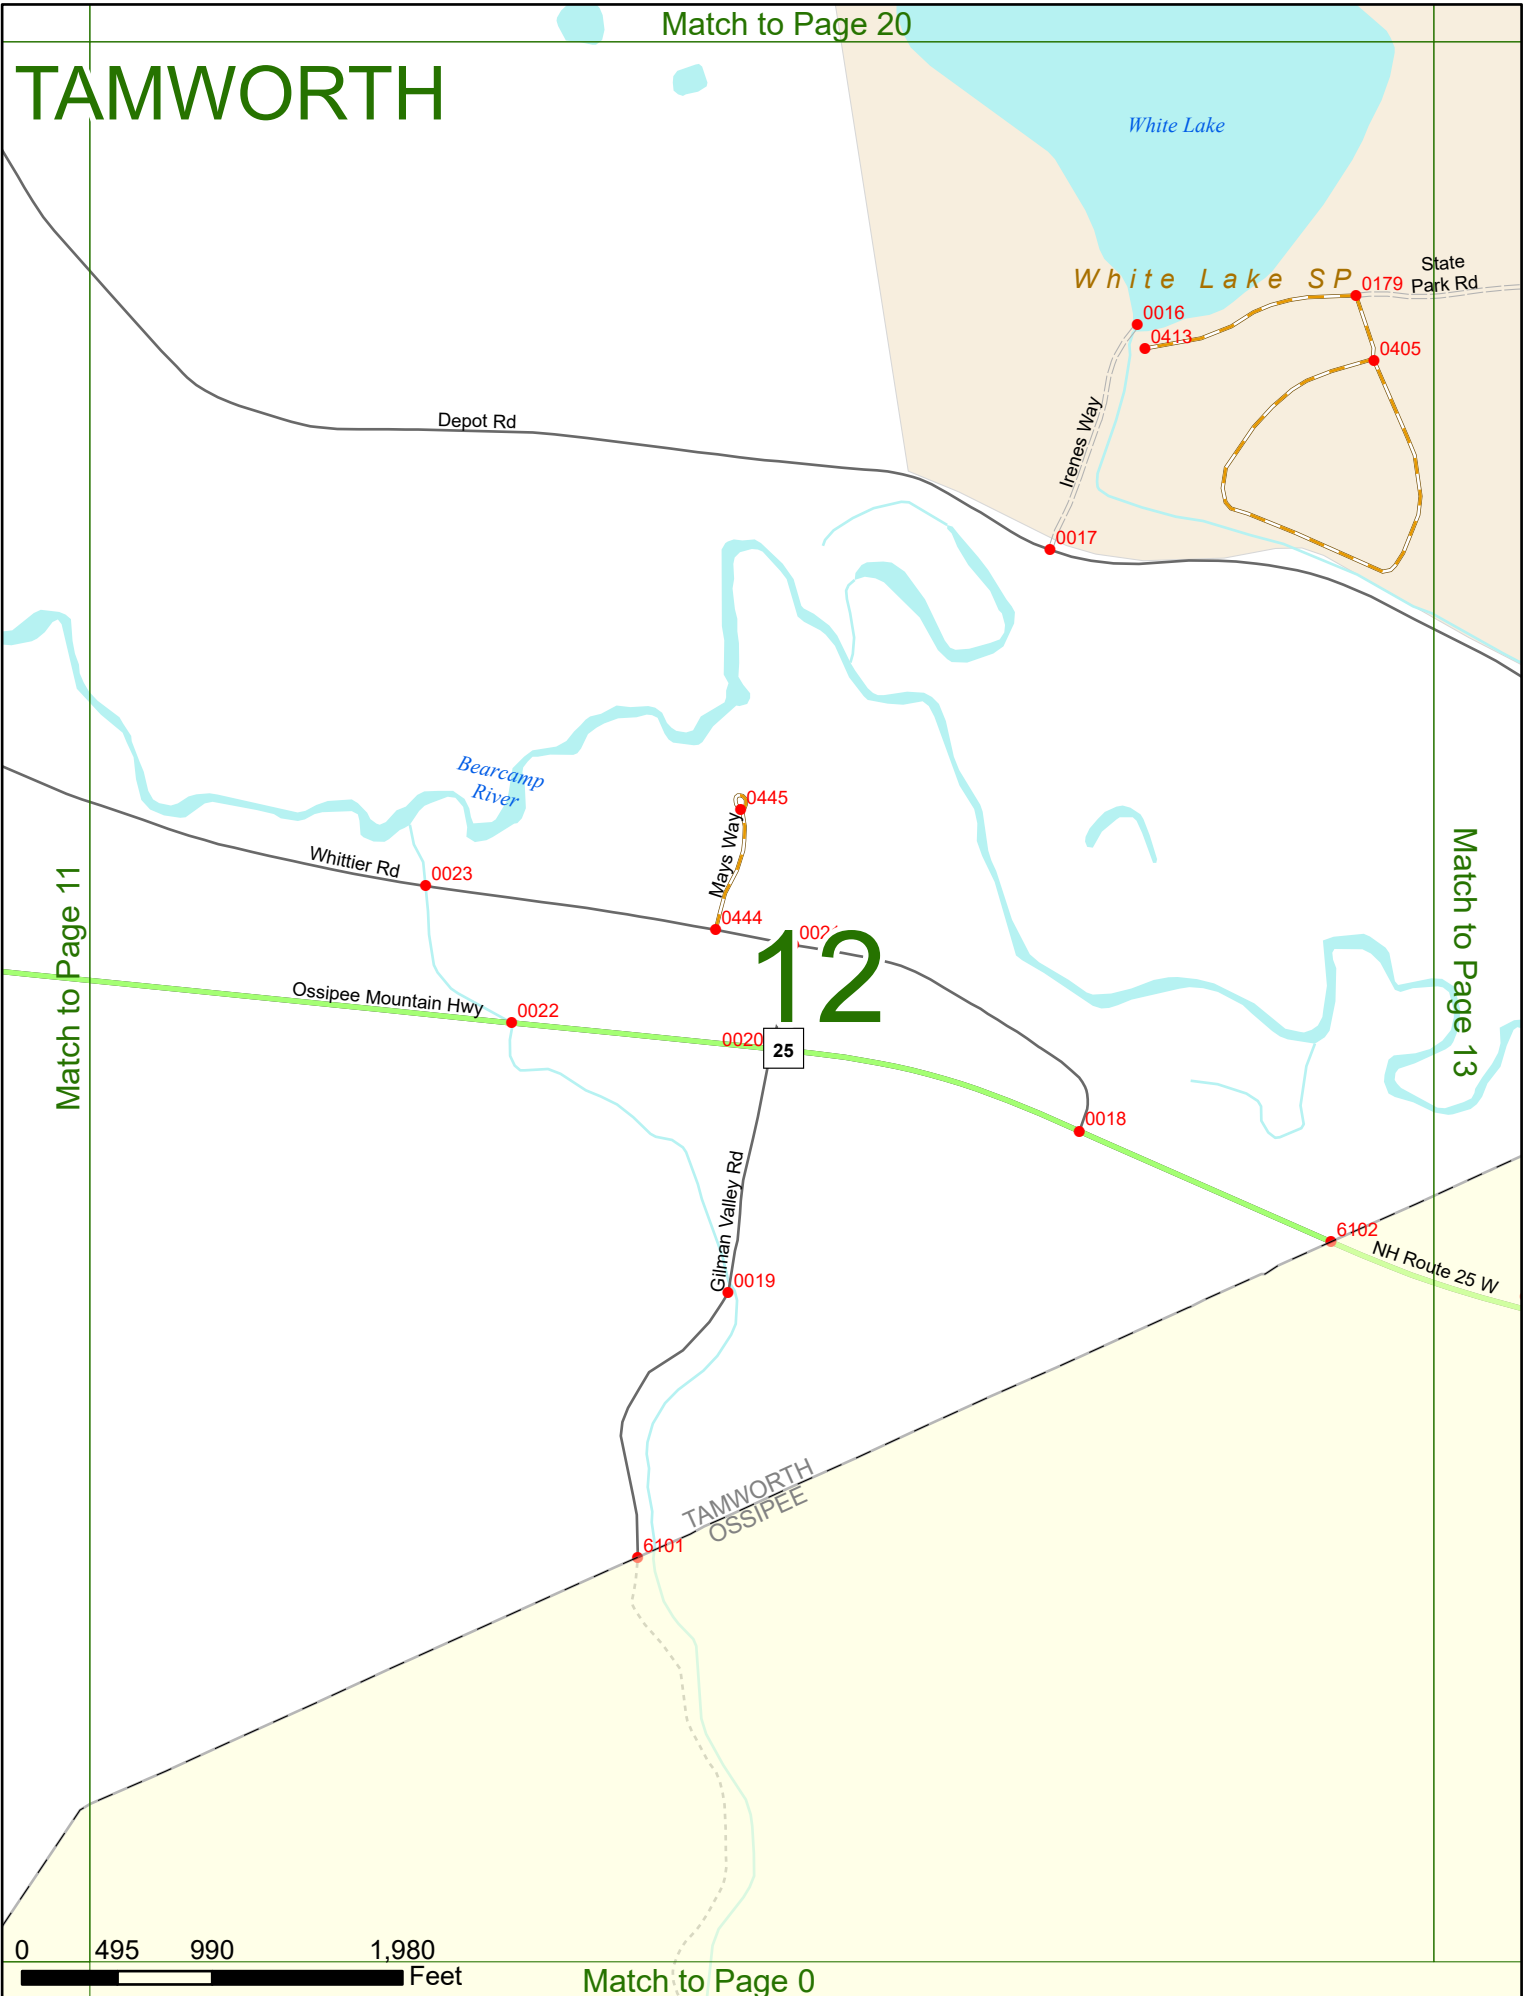 Match to Page 20
TAMWORTH
White Lake
White Lake SP
State
Park Rd
0179
0016
0413
0405
Depot Rd
Irenes Way
0017
Bearcamp
River
0445
Mays Way
Whittier Rd
0023
0444
Match to Page 11
Match to Page 13
12
Ossipee Mountain Hwy
0022
0020
25
0018
Gilman Valley Rd
0019
6102
NH Route 25 W
TAMWORTH
OSSIPEE
6101
0 495 990 1,980
Feet
Match to Page 0